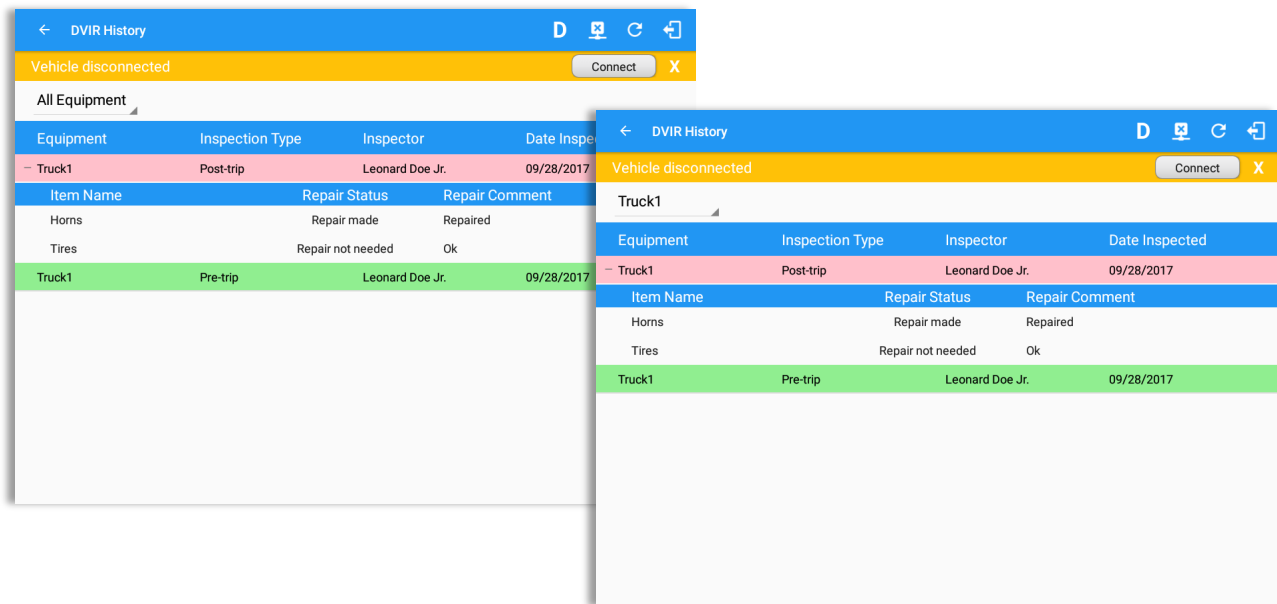 DVIR History D
Vehicle disconnected Connect X
All Equipment
Equipment Inspection Type Inspector Date Inspe
− Truck1 Post-trip Leonard Doe Jr. 09/28/2017
Item Name Repair Status Repair Comment
Horns Repair made Repaired
Tires Repair not needed Ok
Truck1 Pre-trip Leonard Doe Jr. 09/28/2017
DVIR History D
Vehicle disconnected Connect X
Truck1
Equipment Inspection Type Inspector Date Inspected
− Truck1 Post-trip Leonard Doe Jr. 09/28/2017
Item Name Repair Status Repair Comment
Horns Repair made Repaired
Tires Repair not needed Ok
Truck1 Pre-trip Leonard Doe Jr. 09/28/2017